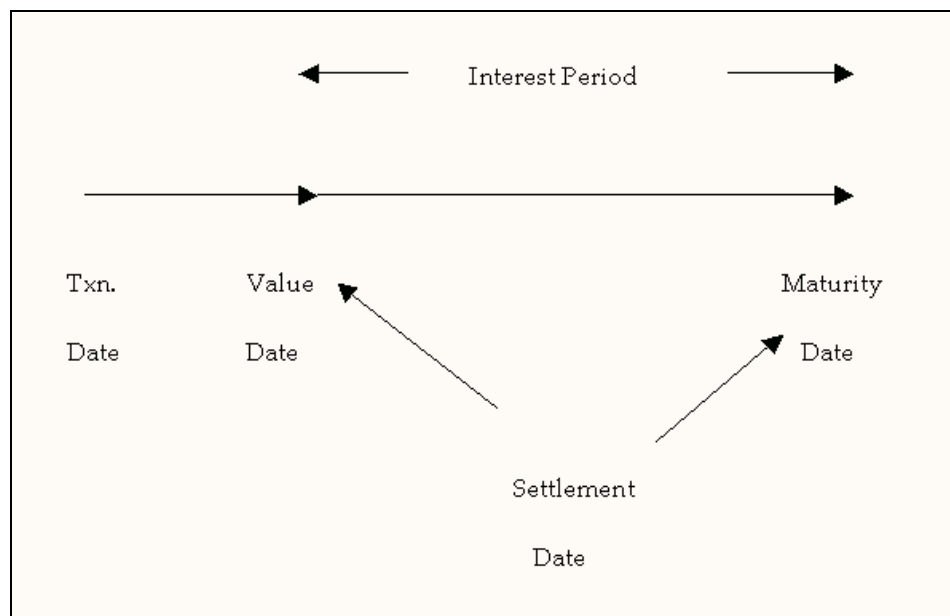 Interest Period
Txn. Value Maturity
Date Date Date
Settlement
Date